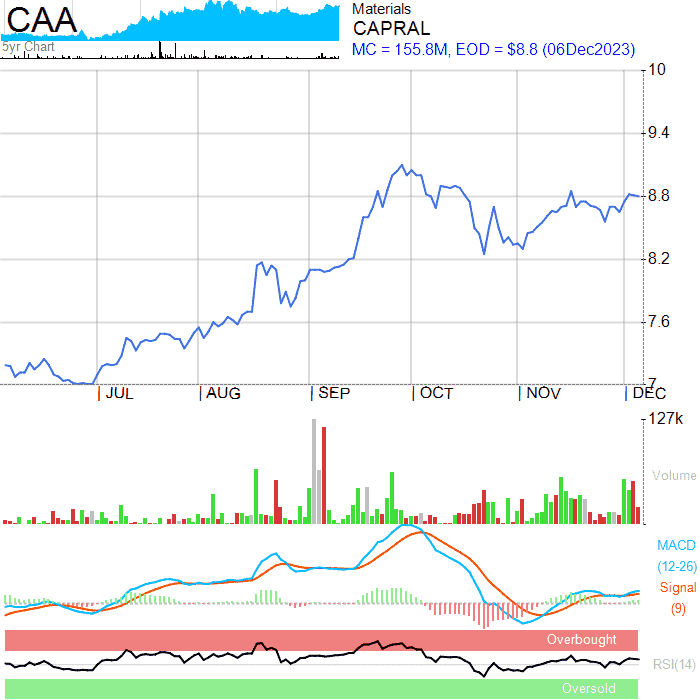 CAA
5yr Chart
Materials
CAPRAL
MC = 155.8M, EOD = $8.8 (06Dec2023)
10
9.4
8.8
8.2
7.6
7
JUL AUG SEP OCT NOV DEC
127k
Volume
MACD
(12-26)
Signal
(9)
Overbought
RSI(14)
Oversold